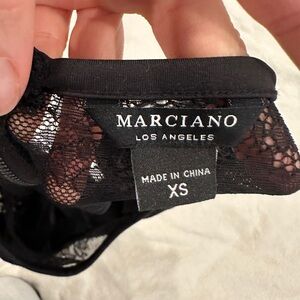 MARCIANO
LOS ANGELES
MADE IN CHINA
XS